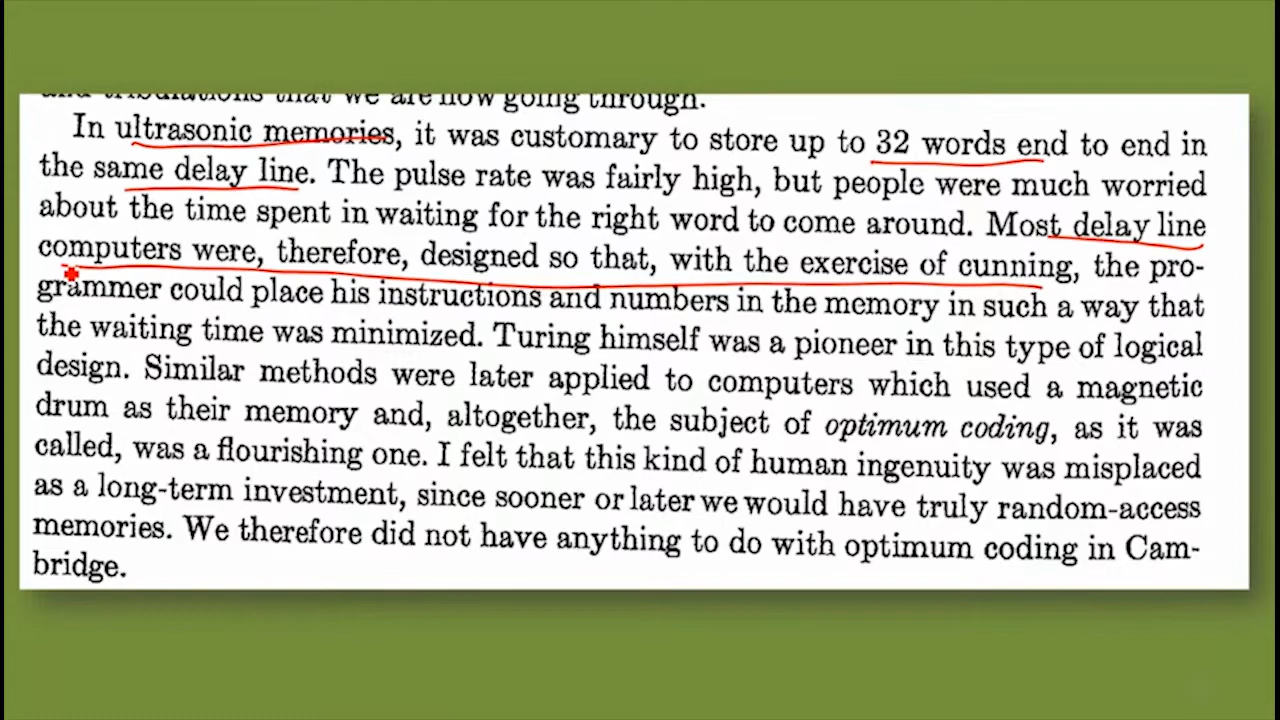 and tribulations that we are now going through.
In ultrasonic memories, it was customary to store up to 32 words end to end in
the same delay line. The pulse rate was fairly high, but people were much worried
about the time spent in waiting for the right word to come around. Most delay line
computers were, therefore, designed so that, with the exercise of cunning, the pro-
grammer could place his instructions and numbers in the memory in such a way that
the waiting time was minimized. Turing himself was a pioneer in this type of logical
design. Similar methods were later applied to computers which used a magnetic
drum as their memory and, altogether, the subject of optimum coding, as it was
called, was a flourishing one. I felt that this kind of human ingenuity was misplaced
as a long-term investment, since sooner or later we would have truly random-access
memories. We therefore did not have anything to do with optimum coding in Cam-
bridge.